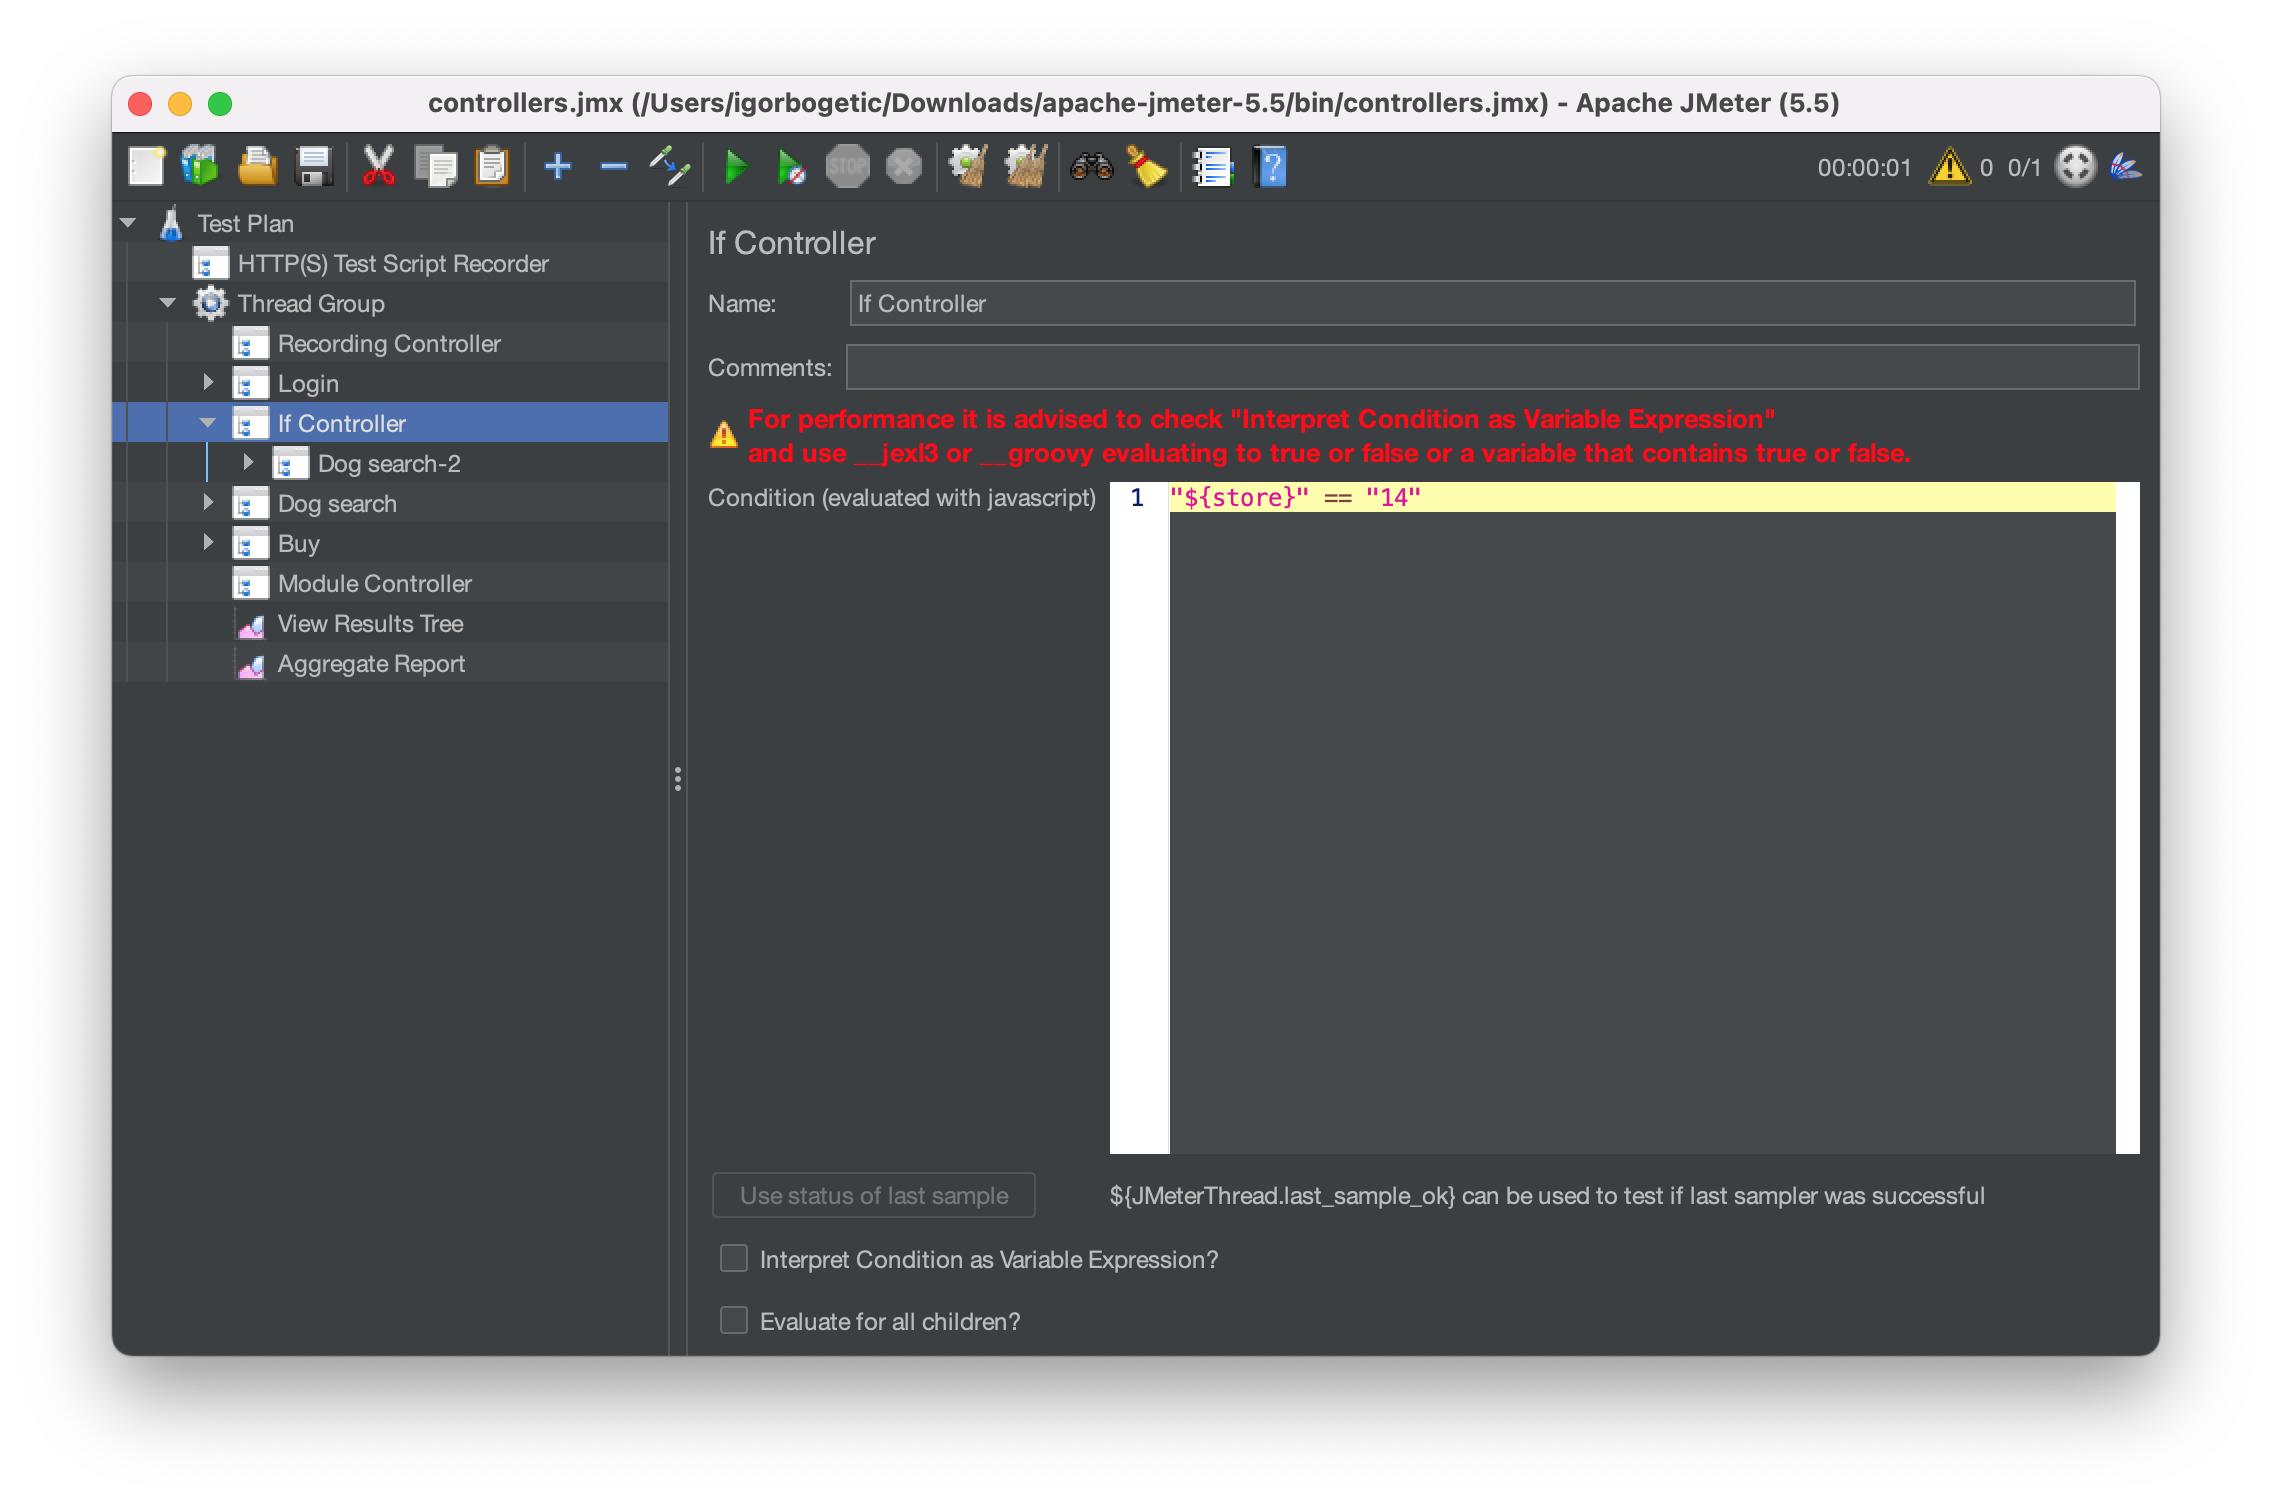 controllers.jmx (/Users/igorbogetic/Downloads/apache-jmeter-5.5/bin/controllers.jmx) - Apache JMeter (5.5)
STOP
?
00:00:01 0 0/1
Test Plan
HTTP(S) Test Script Recorder
Thread Group
Recording Controller
Login
If Controller
Dog search-2
Dog search
Buy
Module Controller
View Results Tree
Aggregate Report
If Controller
Name: If Controller
Comments:
For performance it is advised to check "Interpret Condition as Variable Expression"
and use __jexl3 or __groovy evaluating to true or false or a variable that contains true or false.
Condition (evaluated with javascript) 1 "${store}" == "14"
Use status of last sample ${JMeterThread.last_sample_ok} can be used to test if last sampler was successful
Interpret Condition as Variable Expression?
Evaluate for all children?